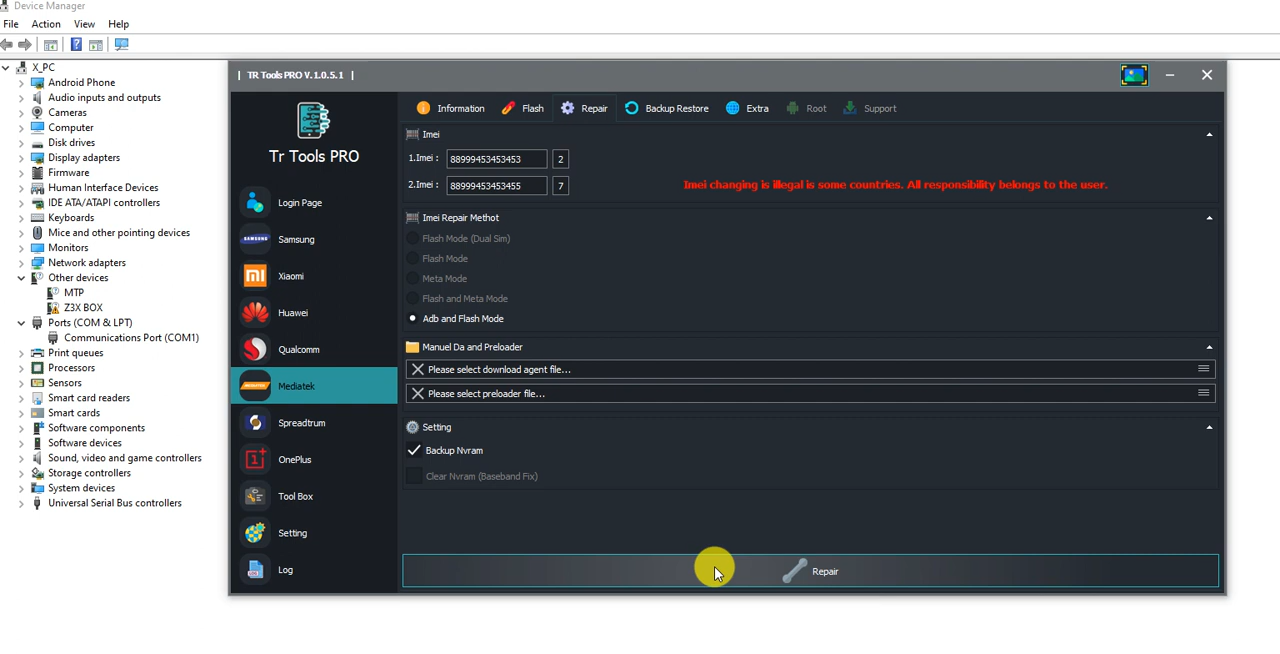 Device Manager
File Action View Help
X_PC
Android Phone
Audio inputs and outputs
Cameras
Computer
Disk drives
Display adapters
Firmware
Human Interface Devices
IDE ATA/ATAPI controllers
Keyboards
Mice and other pointing devices
Monitors
Network adapters
Other devices
MTP
Z3X BOX
Ports (COM & LPT)
Communications Port (COM1)
Print queues
Processors
Sensors
Smart card readers
Smart cards
Software components
Software devices
Sound, video and game controllers
Storage controllers
System devices
Universal Serial Bus controllers
| TR Tools PRO V.1.0.5.1 |
Tr Tools PRO
Login Page
SAMSUNG Samsung
Xiaomi
Huawei
Qualcomm
MEDIATEK Mediatek
Spreadtrum
OnePlus
Tool Box
Setting
Log
Information Flash Repair Backup Restore Extra Root Support
Imei
1.Imei : 88999453453453 2
2.Imei : 88999453453455 7
Imei changing is illegal is some countries. All responsibility belongs to the user.
Imei Repair Methot
Flash Mode (Dual Sim)
Flash Mode
Meta Mode
Flash and Meta Mode
Adb and Flash Mode
Manuel Da and Preloader
Please select download agent file...
Please select preloader file...
Setting
Backup Nvram
Clear Nvram (Baseband Fix)
Repair